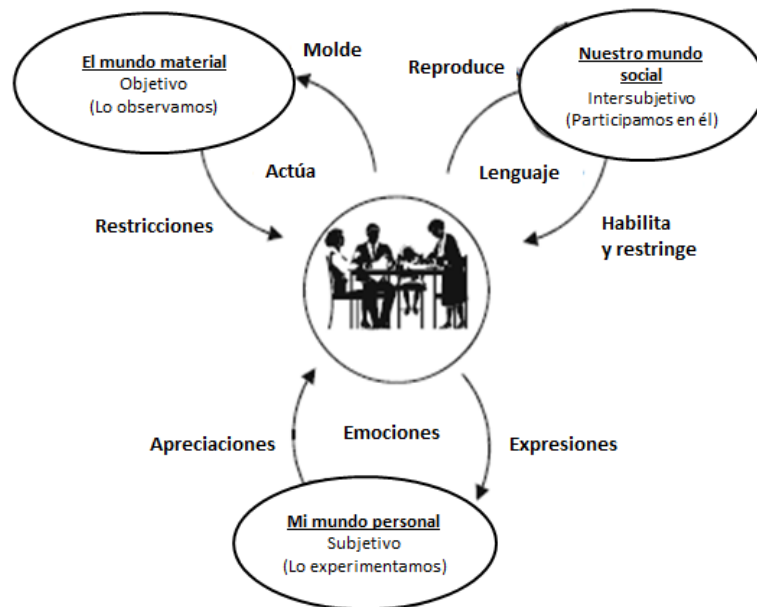 El mundo material
Objetivo
(Lo observamos)
Molde
Reproduce
Nuestro mundo
social
Intersubjetivo
(Participamos en él)
Actúa
Lenguaje
Restricciones
Habilita
y restringe
Apreciaciones
Emociones
Expresiones
Mi mundo personal
Subjetivo
(Lo experimentamos)